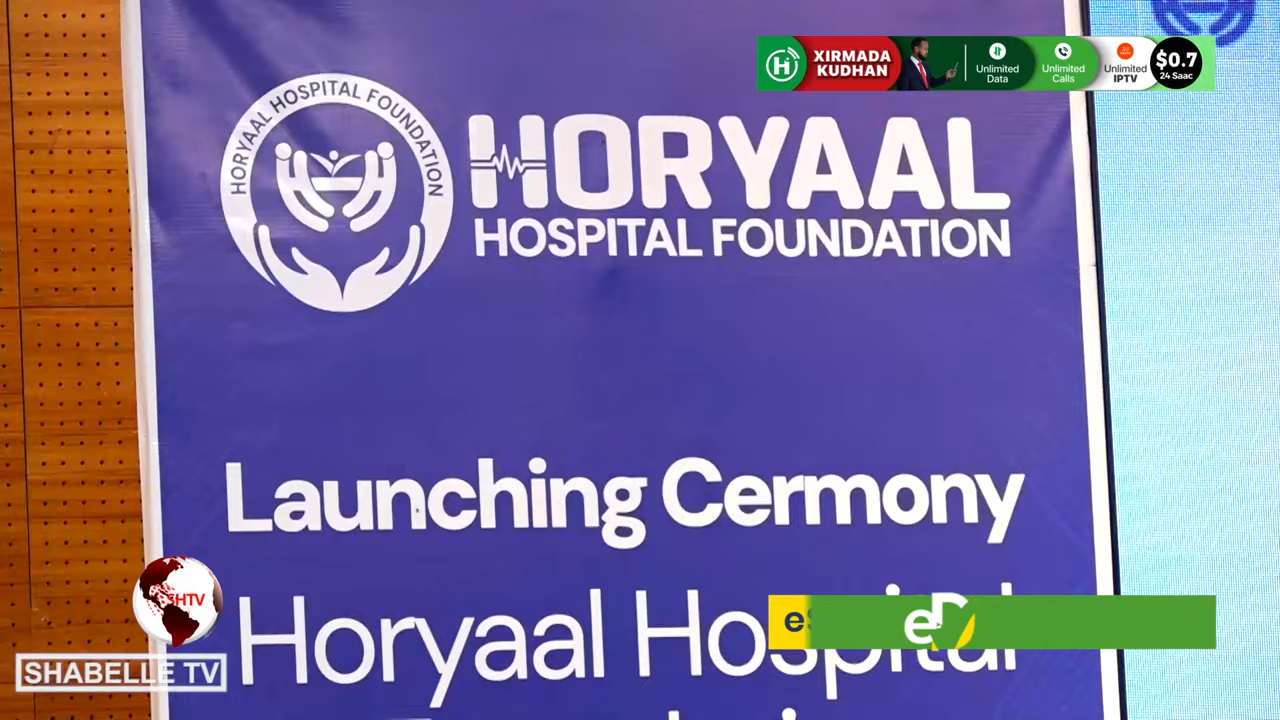 XIRMADA
KUDHAN
Unlimited
Data
Unlimited
Calls
Unlimited
IPTV
$0.7
24 Saac
HORYAAL HOSPITAL FOUNDATION
HORYAAL
HOSPITAL FOUNDATION
Launching Cermony
Horyaal Hospital
SHTV
SHABELLE TV